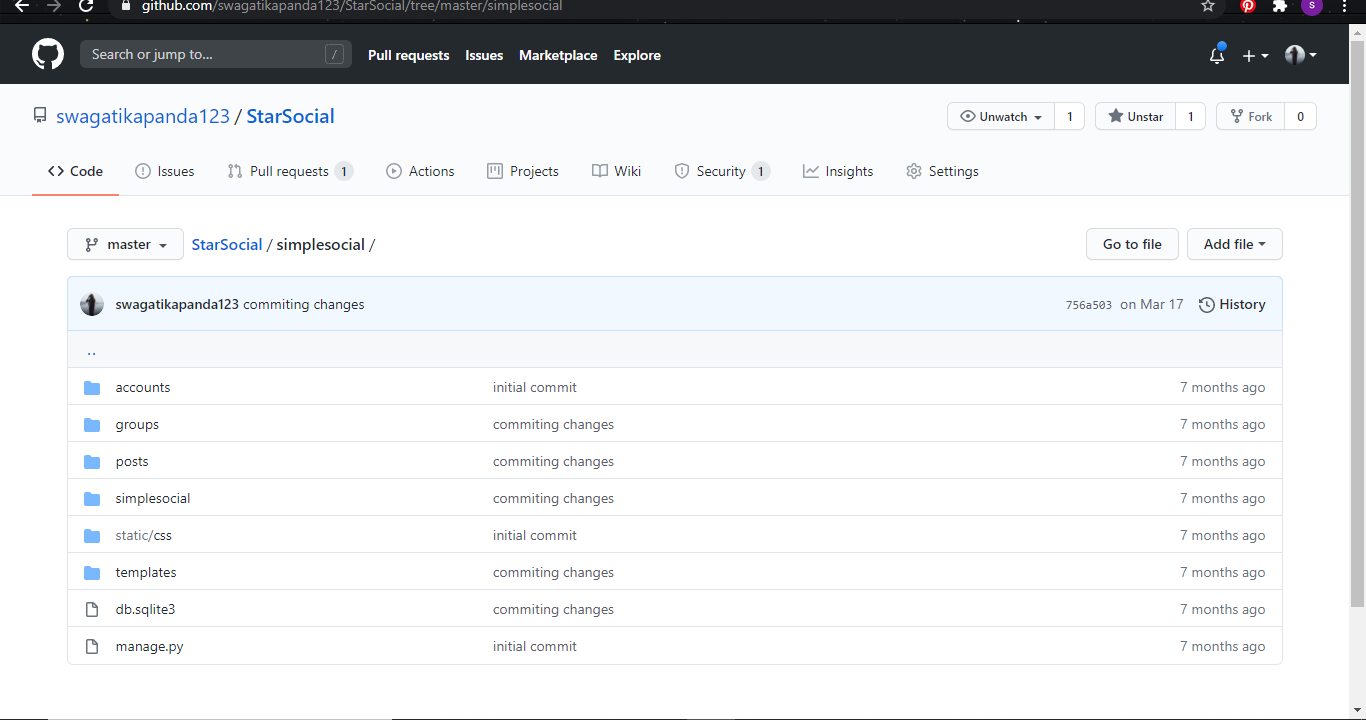 github.com/swagatikapanda123/StarSocial/tree/master/simplesocial S
Search or jump to... / Pull requests Issues Marketplace Explore
swagatikapanda123 / StarSocial Unwatch 1 Unstar 1 Fork 0
Code Issues Pull requests 1 Actions Projects Wiki Security 1 Insights Settings
master StarSocial / simplesocial / Go to file Add file
swagatikapanda123 commiting changes 756a503 on Mar 17 History
..
accounts initial commit 7 months ago
groups commiting changes 7 months ago
posts commiting changes 7 months ago
simplesocial commiting changes 7 months ago
static/css initial commit 7 months ago
templates commiting changes 7 months ago
db.sqlite3 commiting changes 7 months ago
manage.py initial commit 7 months ago